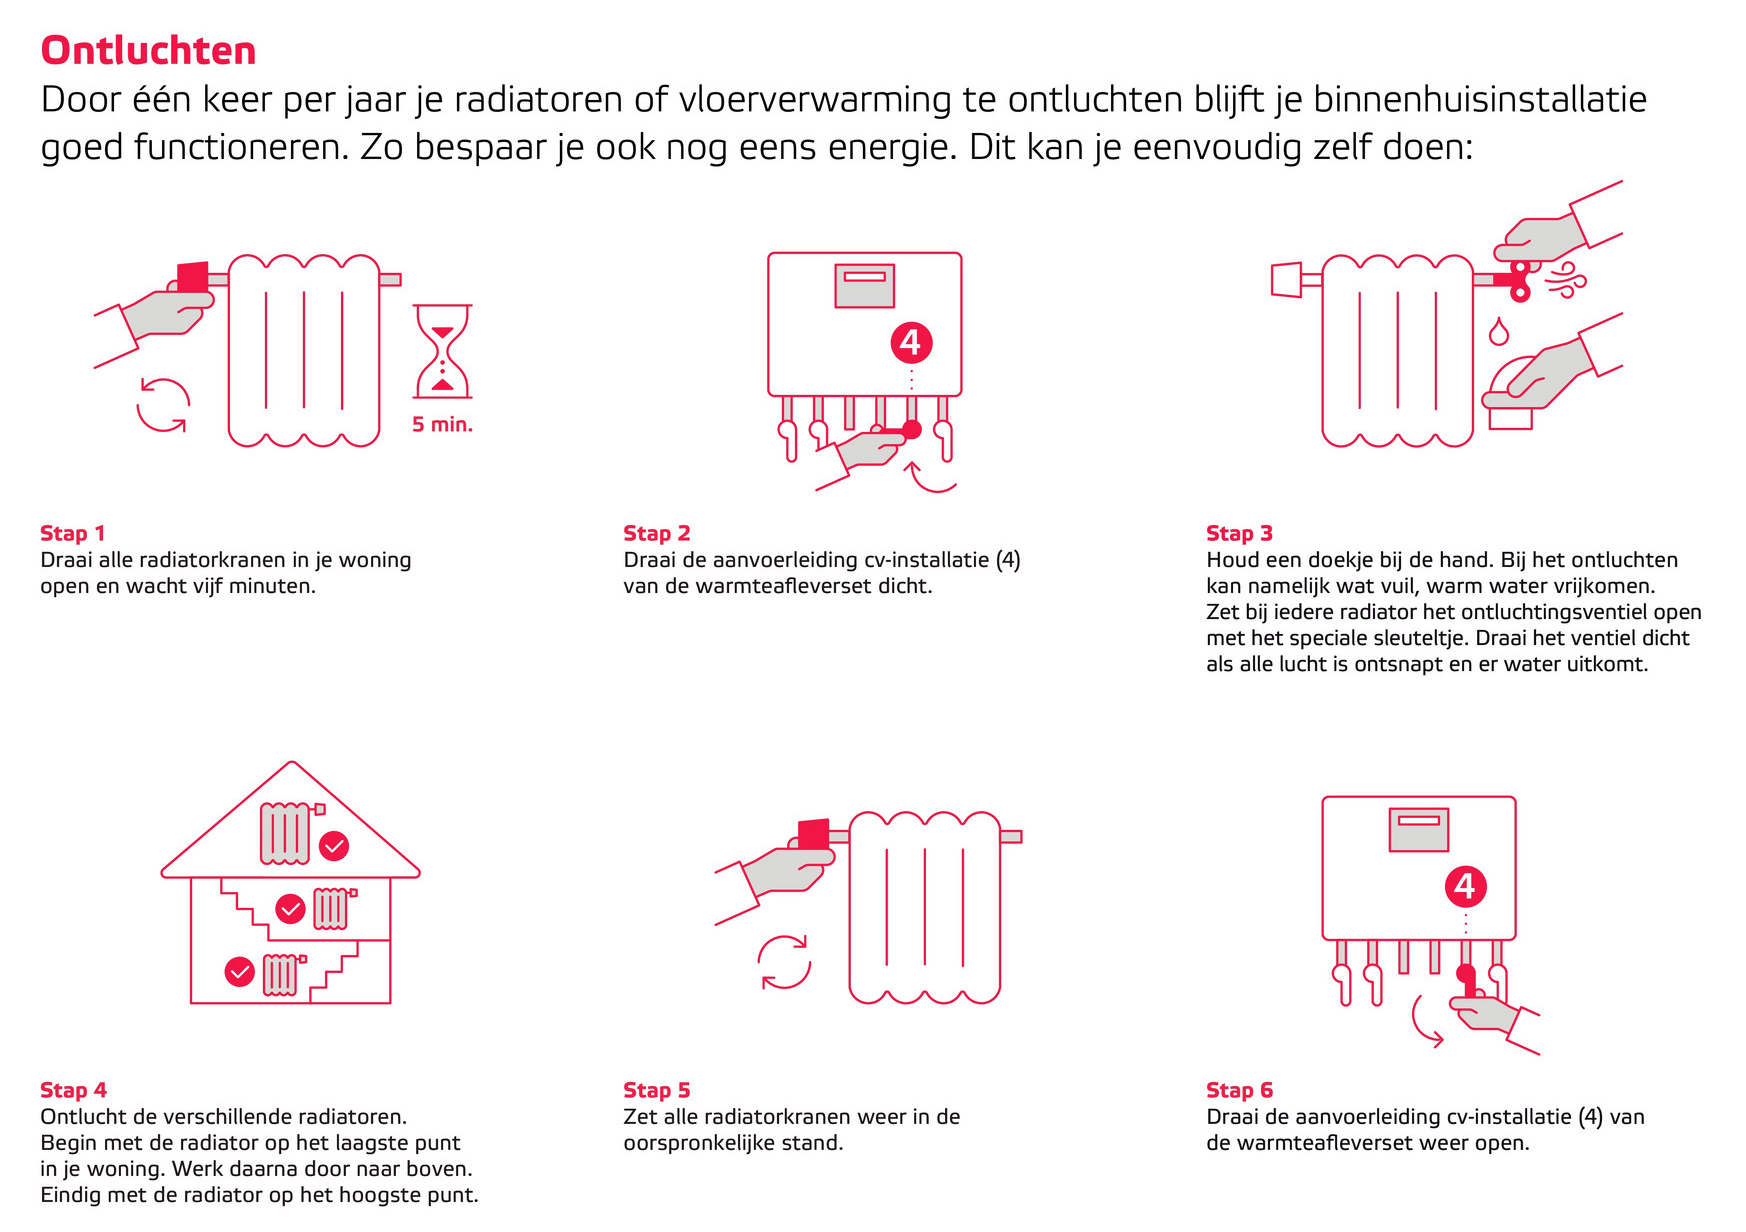 Ontluchten
Door één keer per jaar je radiatoren of vloerverwarming te ontluchten blijft je binnenhuisinstallatie
goed functioneren. Zo bespaar je ook nog eens energie. Dit kan je eenvoudig zelf doen:
5 min.
4
Stap 1
Draai alle radiatorkranen in je woning
open en wacht vijf minuten.
Stap 2
Draai de aanvoerleiding cv-installatie (4)
van de warmteafleverset dicht.
Stap 3
Houd een doekje bij de hand. Bij het ontluchten
kan namelijk wat vuil, warm water vrijkomen.
Zet bij iedere radiator het ontluchtingsventiel open
met het speciale sleuteltje. Draai het ventiel dicht
als alle lucht is ontsnapt en er water uitkomt.
4
Stap 4
Ontlucht de verschillende radiatoren.
Begin met de radiator op het laagste punt
in je woning. Werk daarna door naar boven.
Eindig met de radiator op het hoogste punt.
Stap 5
Zet alle radiatorkranen weer in de
oorspronkelijke stand.
Stap 6
Draai de aanvoerleiding cv-installatie (4) van
de warmteafleverset weer open.